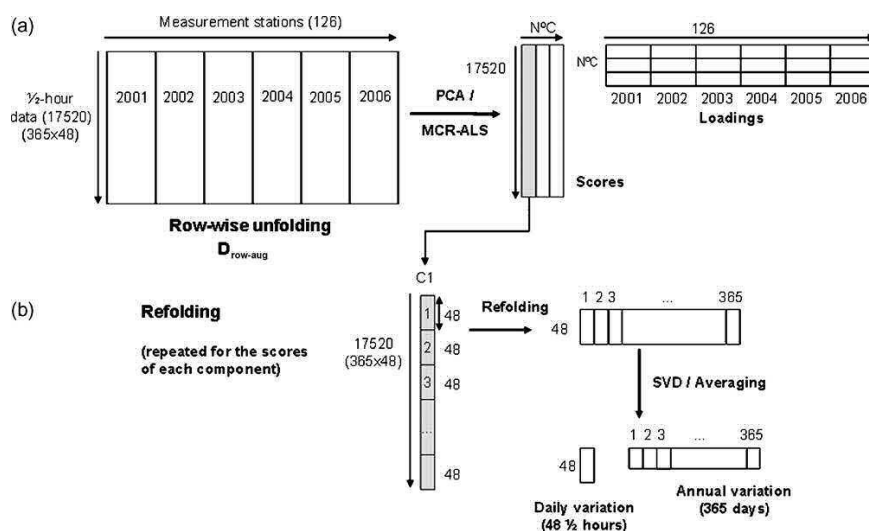 (a)
Measurement stations (126)
½-hour
data (17520)
(365x48)
2001 2002 2003 2004 2005 2006
Row-wise unfolding
D row-aug
PCA /
MCR-ALS
NºC
17520
Scores
126
NºC
2001 2002 2003 2004 2005 2006
Loadings
(b)
Refolding
(repeated for the scores
of each component)
C1
17520
(365x48)
1 48
2 48
3 48
...
48
Refolding
1 2 3 ... 365
48
SVD / Averaging
1 2 3 ... 365
48
Daily variation
(48 ½ hours)
Annual variation
(365 days)